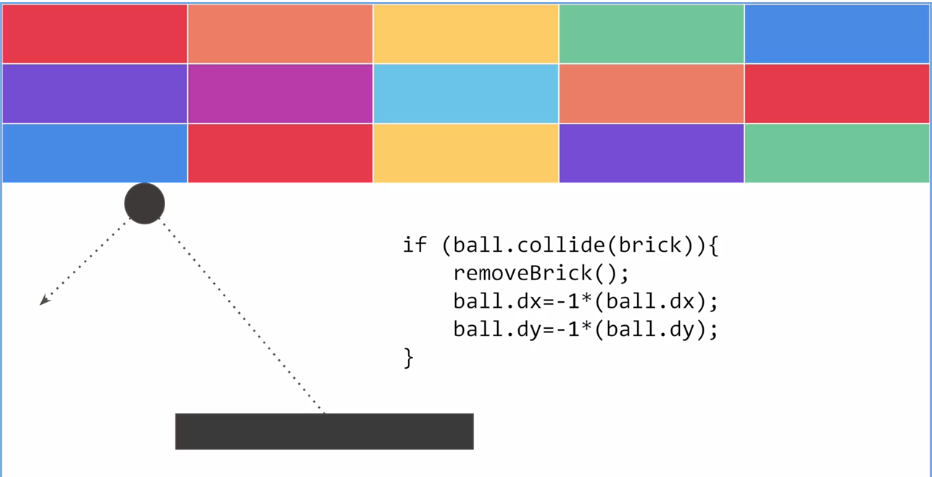 if (ball.collide(brick)){
    removeBrick();
    ball.dx=-1*(ball.dx);
    ball.dy=-1*(ball.dy);
}